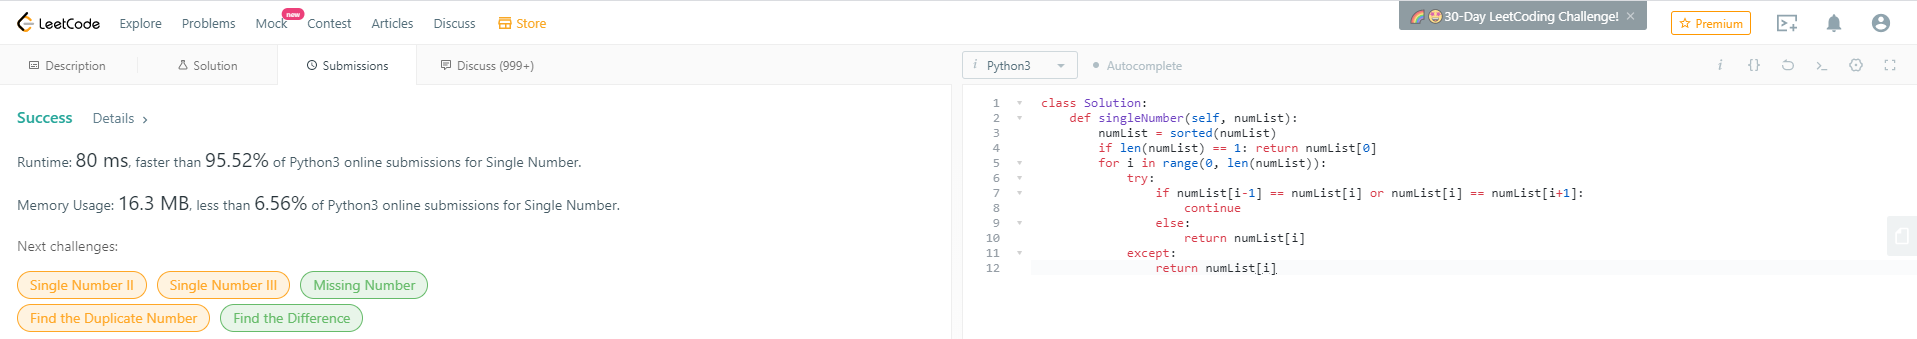 LeetCode Explore Problems Mock new Contest Articles Discuss Store 30-Day LeetCoding Challenge! × Premium
Description Solution Submissions Discuss (999+) i Python3 Autocomplete i {}
Success Details >
Runtime: 80 ms, faster than 95.52% of Python3 online submissions for Single Number.
Memory Usage: 16.3 MB, less than 6.56% of Python3 online submissions for Single Number.
Next challenges:
Single Number II Single Number III Missing Number
Find the Duplicate Number Find the Difference
1 class Solution:
2     def singleNumber(self, numList):
3         numList = sorted(numList)
4         if len(numList) == 1: return numList[0]
5         for i in range(0, len(numList)):
6             try:
7                 if numList[i-1] == numList[i] or numList[i] == numList[i+1]:
8                     continue
9                 else:
10                     return numList[i]
11             except:
12                 return numList[i]